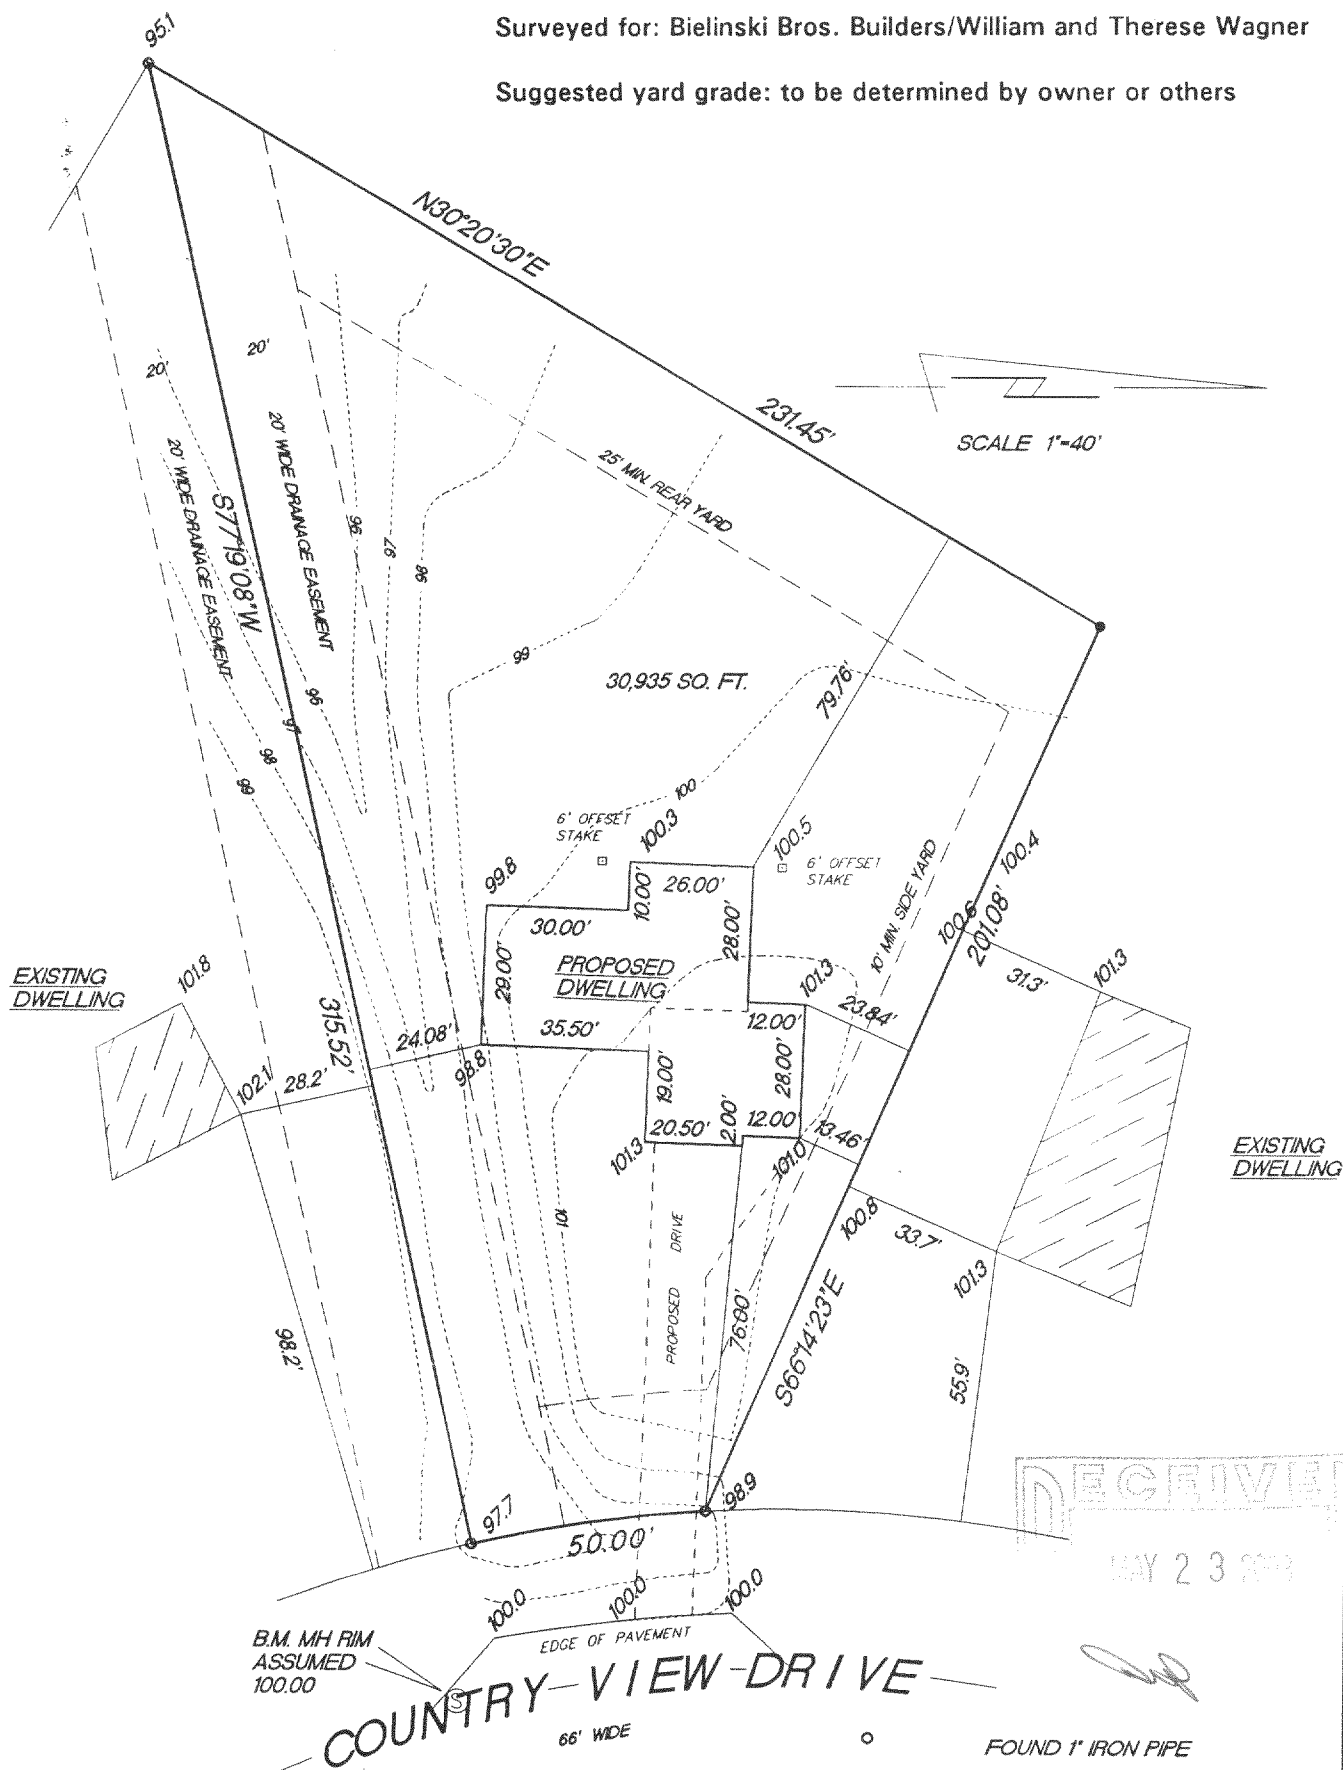 Surveyed for: Bielinski Bros. Builders/William and Therese Wagner
Suggested yard grade: to be determined by owner or others
95.1
N30°20'30"E
231.45'
SCALE 1"=40'
20'
20'
20' WIDE DRAINAGE EASEMENT
20' WIDE DRAINAGE EASEMENT
S77°19'08"W
25' MIN. REAR YARD
96
97
98
99
30,935 SQ. FT.
79.76'
96
97
98
99
100
6' OFFSET
STAKE
100.3
100.5
6' OFFSET
STAKE
10' MIN. SIDE YARD
100.4
99.8
10.00'
26.00'
28.00'
30.00'
100.6
201.08'
31.3'
101.3
EXISTING
DWELLING
101.8
29.00'
PROPOSED
DWELLING
101.3
23.84'
315.52'
24.08'
35.50'
12.00'
28.00'
98.8
102.1
28.2'
19.00'
20.50'
2.00'
12.00'
13.46'
101.3
101.0
EXISTING
DWELLING
101
100.8
33.7'
101.3
PROPOSED DRIVE
76.90'
S66°14'23"E
98.2'
55.9'
97.7
98.9
50.00'
RECEIVE
MAY 23
100.0
100.0
100.0
EDGE OF PAVEMENT
B.M. MH RIM
ASSUMED
100.00
S
COUNTRY VIEW DRIVE
66' WIDE
FOUND 1" IRON PIPE